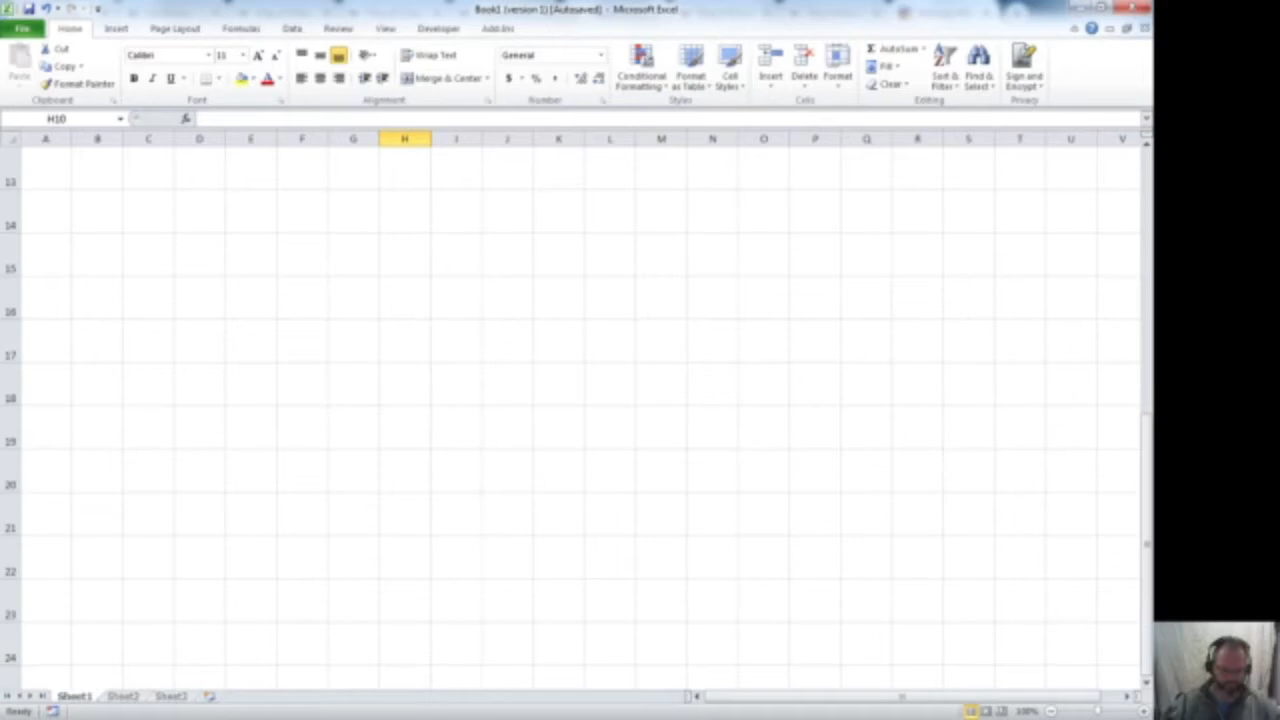 Book1 (version 1) [Autosaved] - Microsoft Excel
File Home Insert Page Layout Formulas Data Review View Developer Add-Ins
Cut
Copy
Format Painter
Paste
Clipboard
Calibri 11
B I U
Font
Wrap Text
Merge & Center
Alignment
General
$ % ,
Number
Conditional Formatting
Format as Table
Cell Styles
Styles
Insert Delete Format
Cells
Σ AutoSum
Fill
Clear
Sort & Filter
Find & Select
Editing
Sign and Encrypt
Privacy
H10 fx
A B C D E F G H I J K L M N O P Q R S T U V
13
14
15
16
17
18
19
20
21
22
23
24
Sheet1 Sheet2 Sheet3
Ready 100%